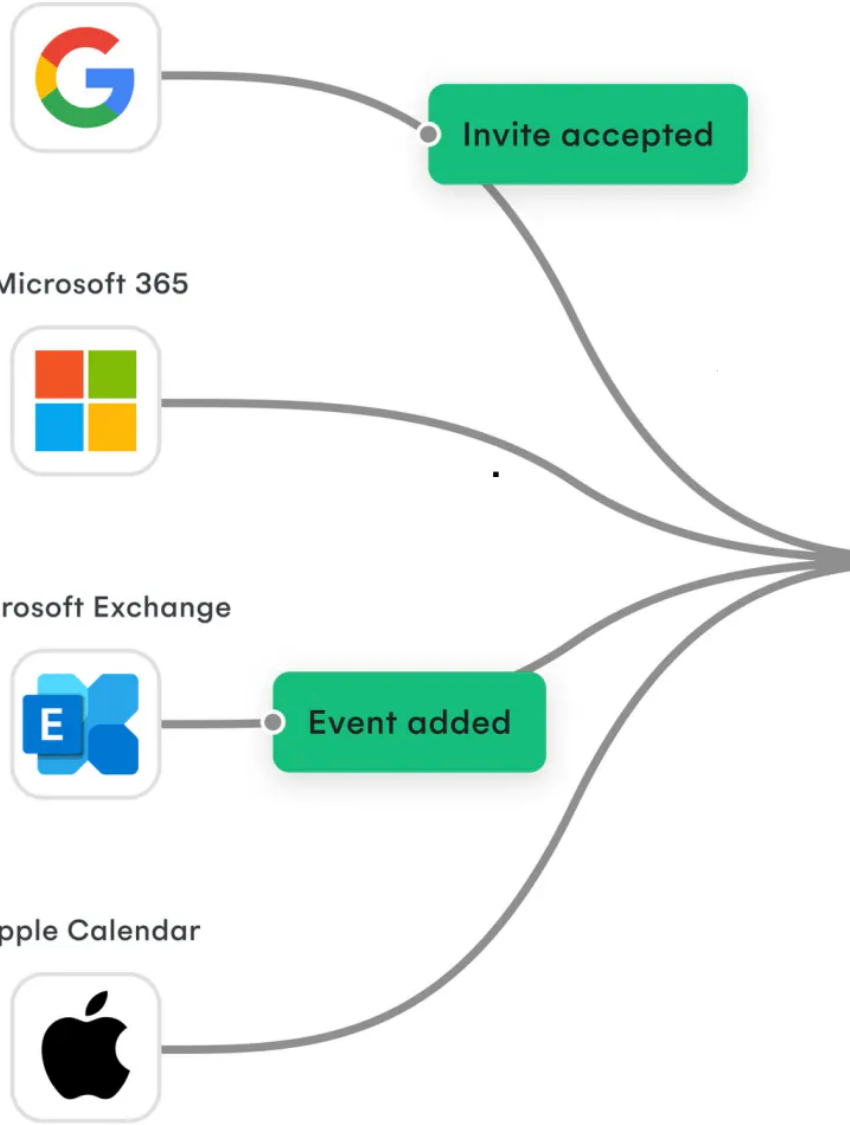 Invite accepted
Microsoft 365
rosoft Exchange
E
Event added
pple Calendar